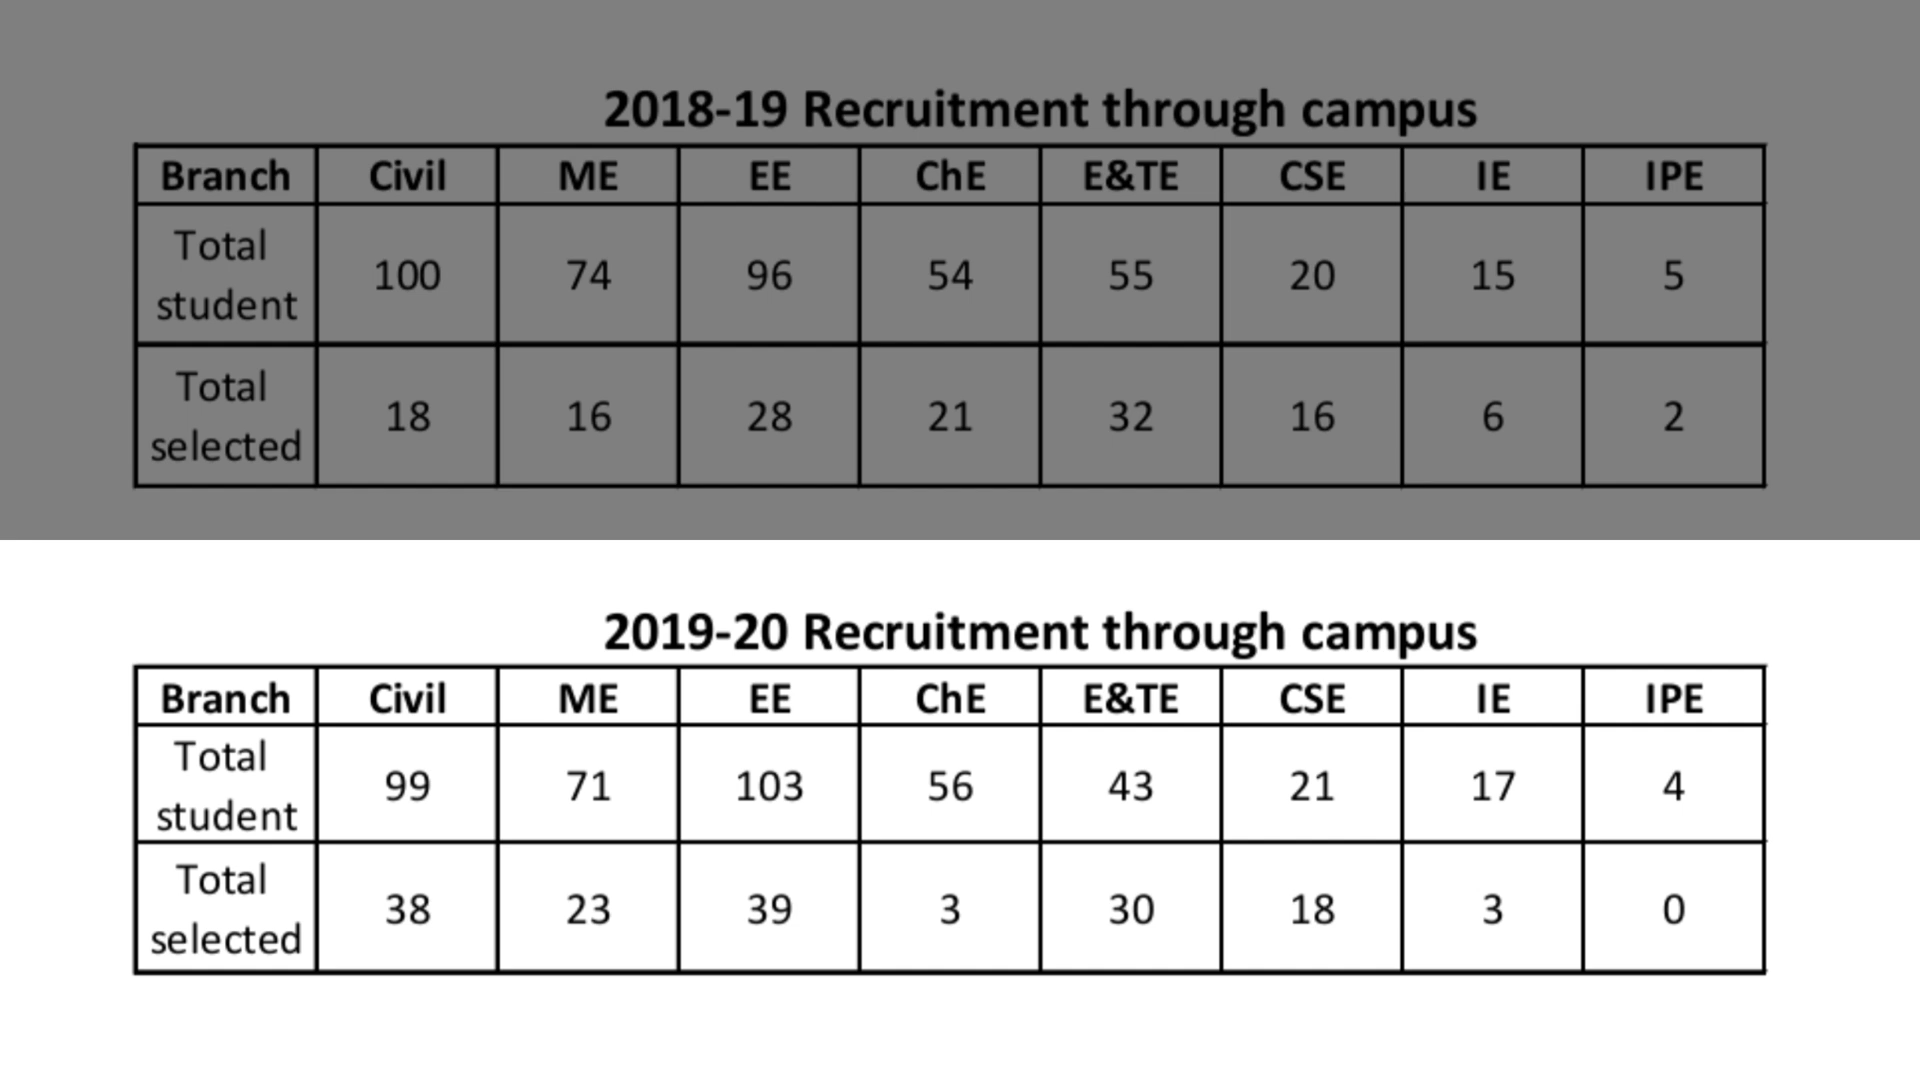 2018-19 Recruitment through campus
Branch Civil ME EE ChE E&TE CSE IE IPE
Total student 100 74 96 54 55 20 15 5
Total selected 18 16 28 21 32 16 6 2
2019-20 Recruitment through campus
Branch Civil ME EE ChE E&TE CSE IE IPE
Total student 99 71 103 56 43 21 17 4
Total selected 38 23 39 3 30 18 3 0